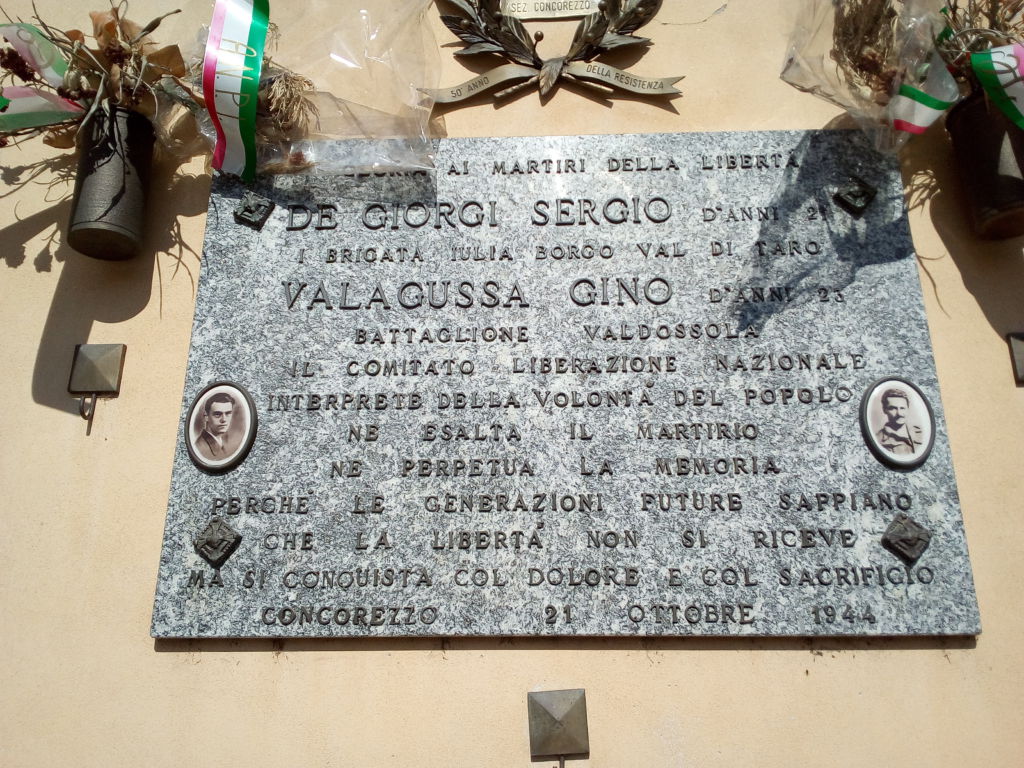 SEZ. CONCOREZZO
50° ANNO DELLA RESISTENZA
A.N.P.I.
AI MARTIRI DELLA LIBERTÀ
DE GIORGI SERGIO D'ANNI
I BRIGATA IULIA BORGO VAL DI TARO
VALAGUSSA GINO D'ANNI 23
BATTAGLIONE VALDOSSOLA
IL COMITATO LIBERAZIONE NAZIONALE
INTERPRETE DELLA VOLONTÀ DEL POPOLO
NE ESALTA IL MARTIRIO
NE PERPETUA LA MEMORIA
PERCHÈ LE GENERAZIONI FUTURE SAPPIANO
CHE LA LIBERTÀ NON SI RICEVE
MA SI CONQUISTA COL DOLORE E COL SACRIFICIO
CONCOREZZO 21 OTTOBRE 1944